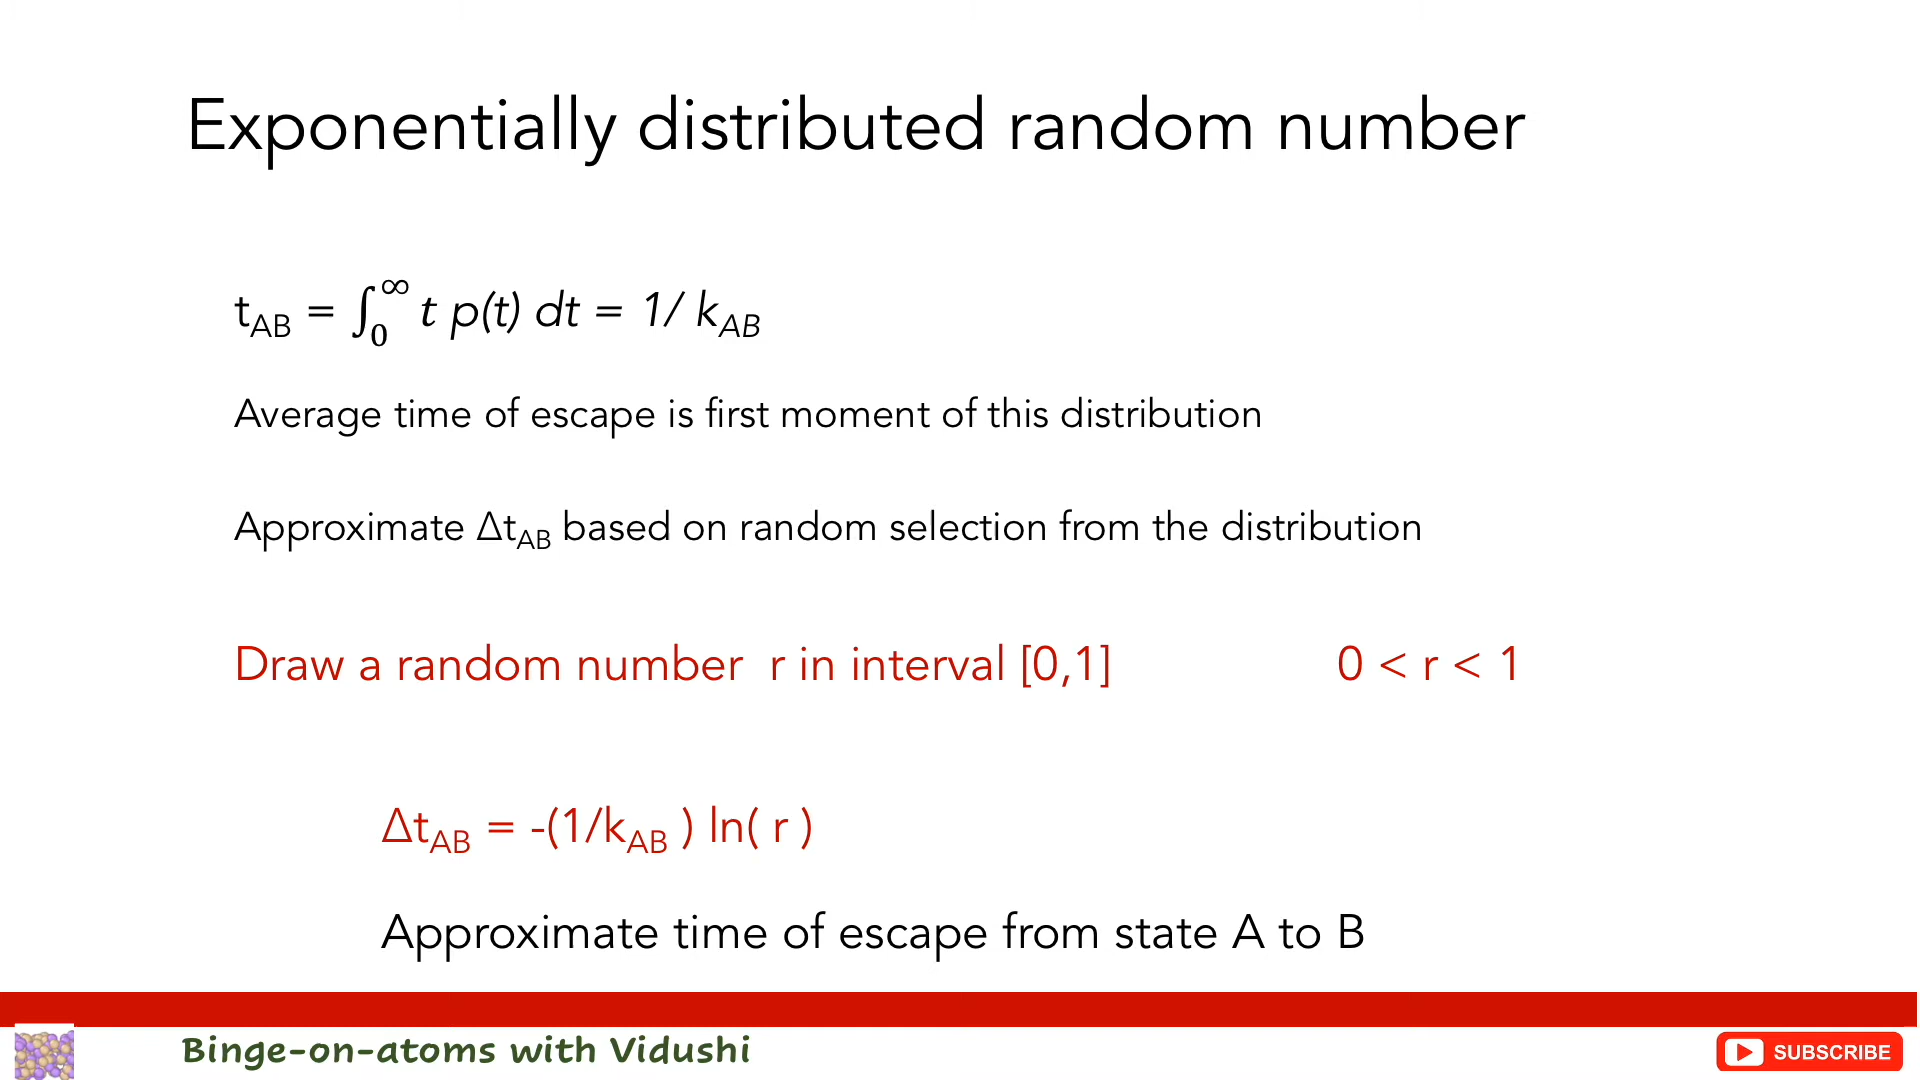 Exponentially distributed random number
t_AB = ∫_0^∞ t p(t) dt = 1/ k_AB
Average time of escape is first moment of this distribution
Approximate Δt_AB based on random selection from the distribution
Draw a random number r in interval [0,1] 0 < r < 1
Δt_AB = -(1/k_AB ) ln( r )
Approximate time of escape from state A to B
Binge-on-atoms with Vidushi
SUBSCRIBE